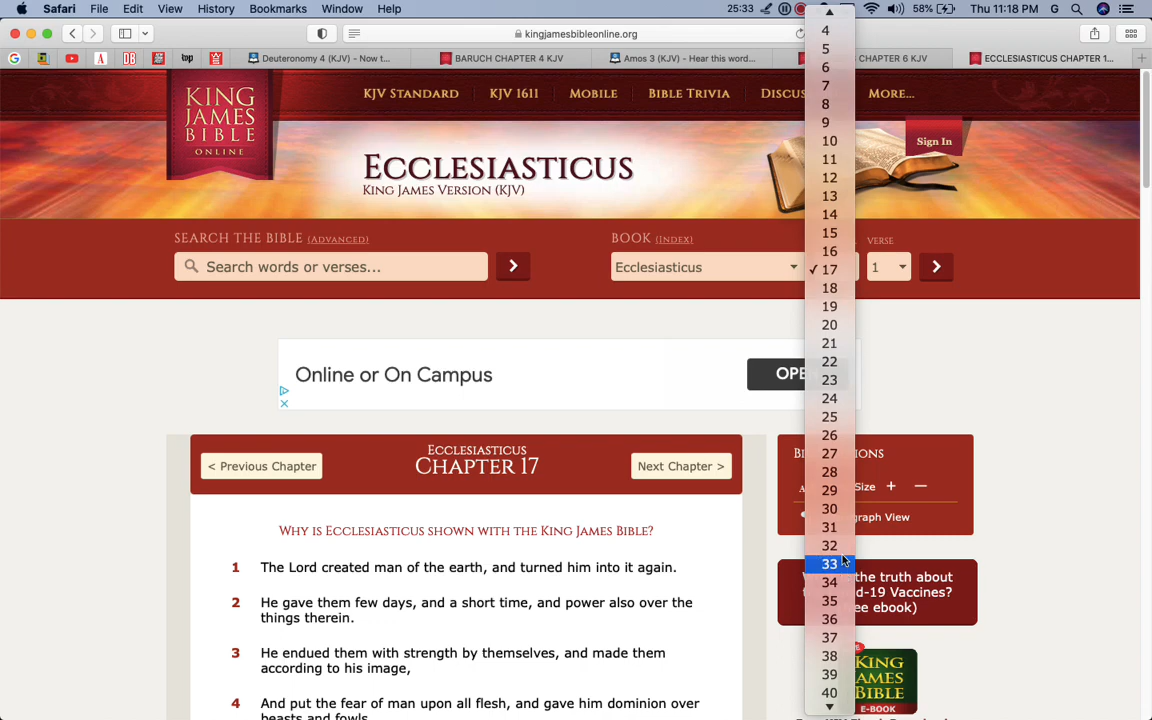 Safari File Edit View History Bookmarks Window Help 25:33 58% Thu 11:18 PM G
kingjamesbibleonline.org
Deuteronomy 4 (KJV) - Now t... BARUCH CHAPTER 4 KJV Amos 3 (KJV) - Hear this word... CHAPTER 6 KJV ECCLESIASTICUS CHAPTER 1...
KING JAMES BIBLE ONLINE
KJV Standard KJV 1611 Mobile Bible Trivia Discus More...
Ecclesiasticus
King James Version (KJV)
Sign In
Search the Bible (Advanced) Book (Index) Verse
Search words or verses... Ecclesiasticus 1
4
5
6
7
8
9
10
11
12
13
14
15
16
✓ 17
18
19
20
21
22
23
24
25
26
27
28
29
30
31
32
33
34
35
36
37
38
39
40
Online or On Campus OPE
< Previous Chapter
Ecclesiasticus
Chapter 17
Next Chapter >
Why is Ecclesiasticus shown with the King James Bible?
1 The Lord created man of the earth, and turned him into it again.
2 He gave them few days, and a short time, and power also over the
things therein.
3 He endued them with strength by themselves, and made them
according to his image,
4 And put the fear of man upon all flesh, and gave him dominion over
beasts and fowls
Bi ons
A Size + —
graph View
the truth about
d-19 Vaccines?
ee ebook)
KING
JAMES
BIBLE
E-BOOK